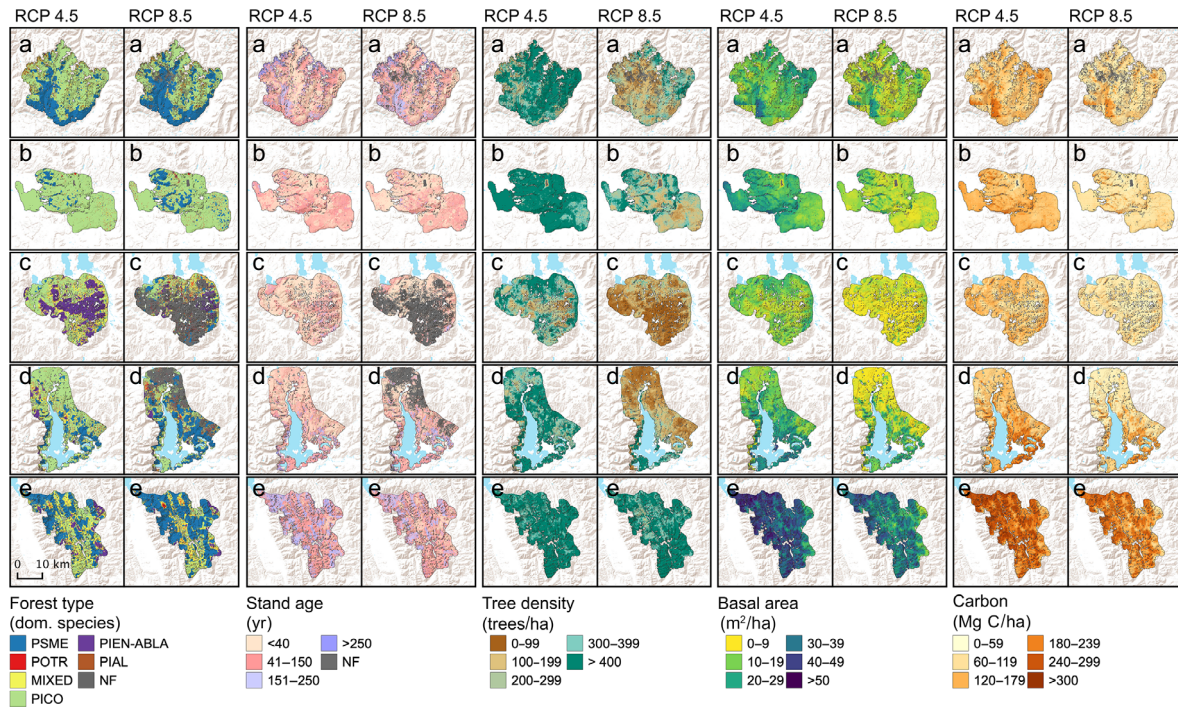 RCP 4.5 RCP 8.5 RCP 4.5 RCP 8.5 RCP 4.5 RCP 8.5 RCP 4.5 RCP 8.5 RCP 4.5 RCP 8.5
a a a a a a
b b b b b b
c c c c c c
d d d d d d
e e e e e e e
0 10 km
Forest type
(dom. species)
PSME
POTR
MIXED
PICO
PIEN-ABLA
PIAL
NF
Stand age
(yr)
<40
41–150
151–250
>250
NF
Tree density
(trees/ha)
0–99
100–199
200–299
300–399
> 400
Basal area
(m²/ha)
0–9
10–19
20–29
30–39
40–49
>50
Carbon
(Mg C/ha)
0–59
60–119
120–179
180–239
240–299
>300